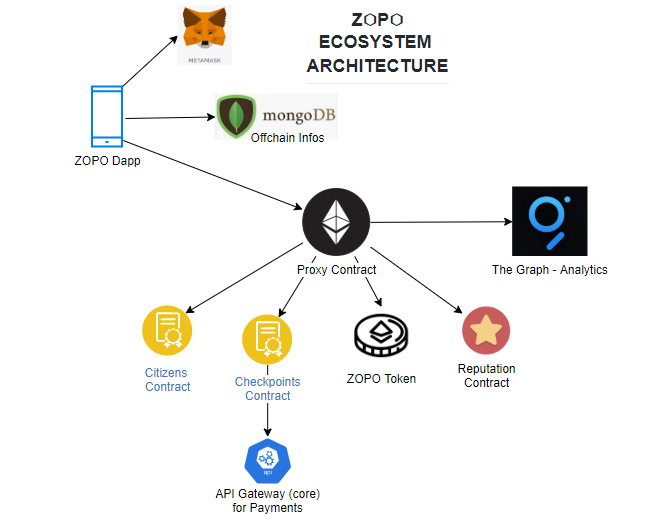 ZOPO
ECOSYSTEM
ARCHITECTURE
METAMASK
mongoDB
Offchain Infos
ZOPO Dapp
Proxy Contract
The Graph - Analytics
Citizens
Contract
Checkpoints
Contract
ZOPO Token
Reputation
Contract
api
API Gateway (core)
for Payments